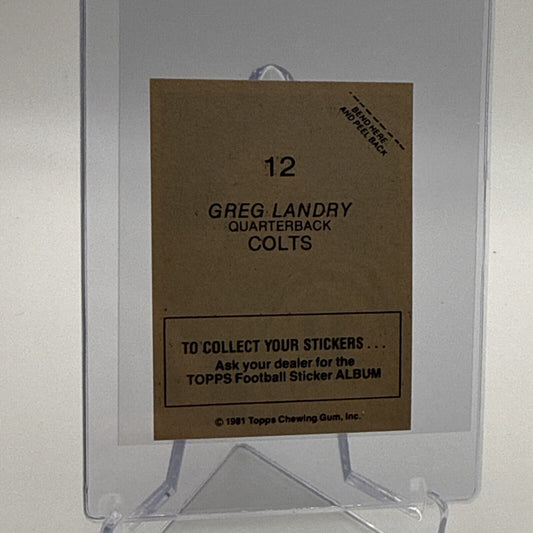 BEND HERE
AND PEEL BACK
12
GREG LANDRY
QUARTERBACK
COLTS
TO COLLECT YOUR STICKERS . . .
Ask your dealer for the
TOPPS Football Sticker ALBUM
© 1981 Topps Chewing Gum, Inc.